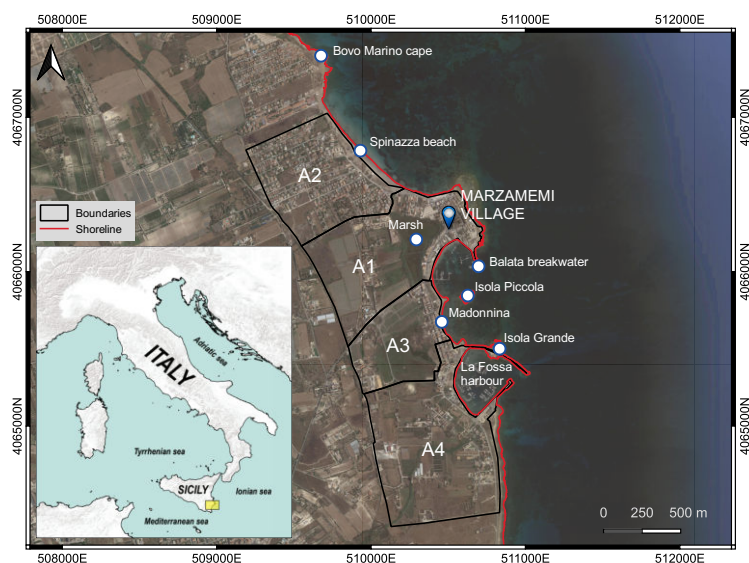 508000E
509000E
510000E
511000E
512000E
4067000N
4066000N
4065000N
4067000N
4066000N
4065000N
Bovo Marino cape
Spinazza beach
A2
MARZAMEMI
VILLAGE
Marsh
Boundaries
Shoreline
A1
Balata breakwater
Isola Piccola
Madonnina
A3
Isola Grande
La Fossa
harbour
A4
ITALY
Adriatic sea
Tyrrhenian sea
SICILY
Ionian sea
Mediterranean sea
0
250
500 m
508000E
509000E
510000E
511000E
512000E